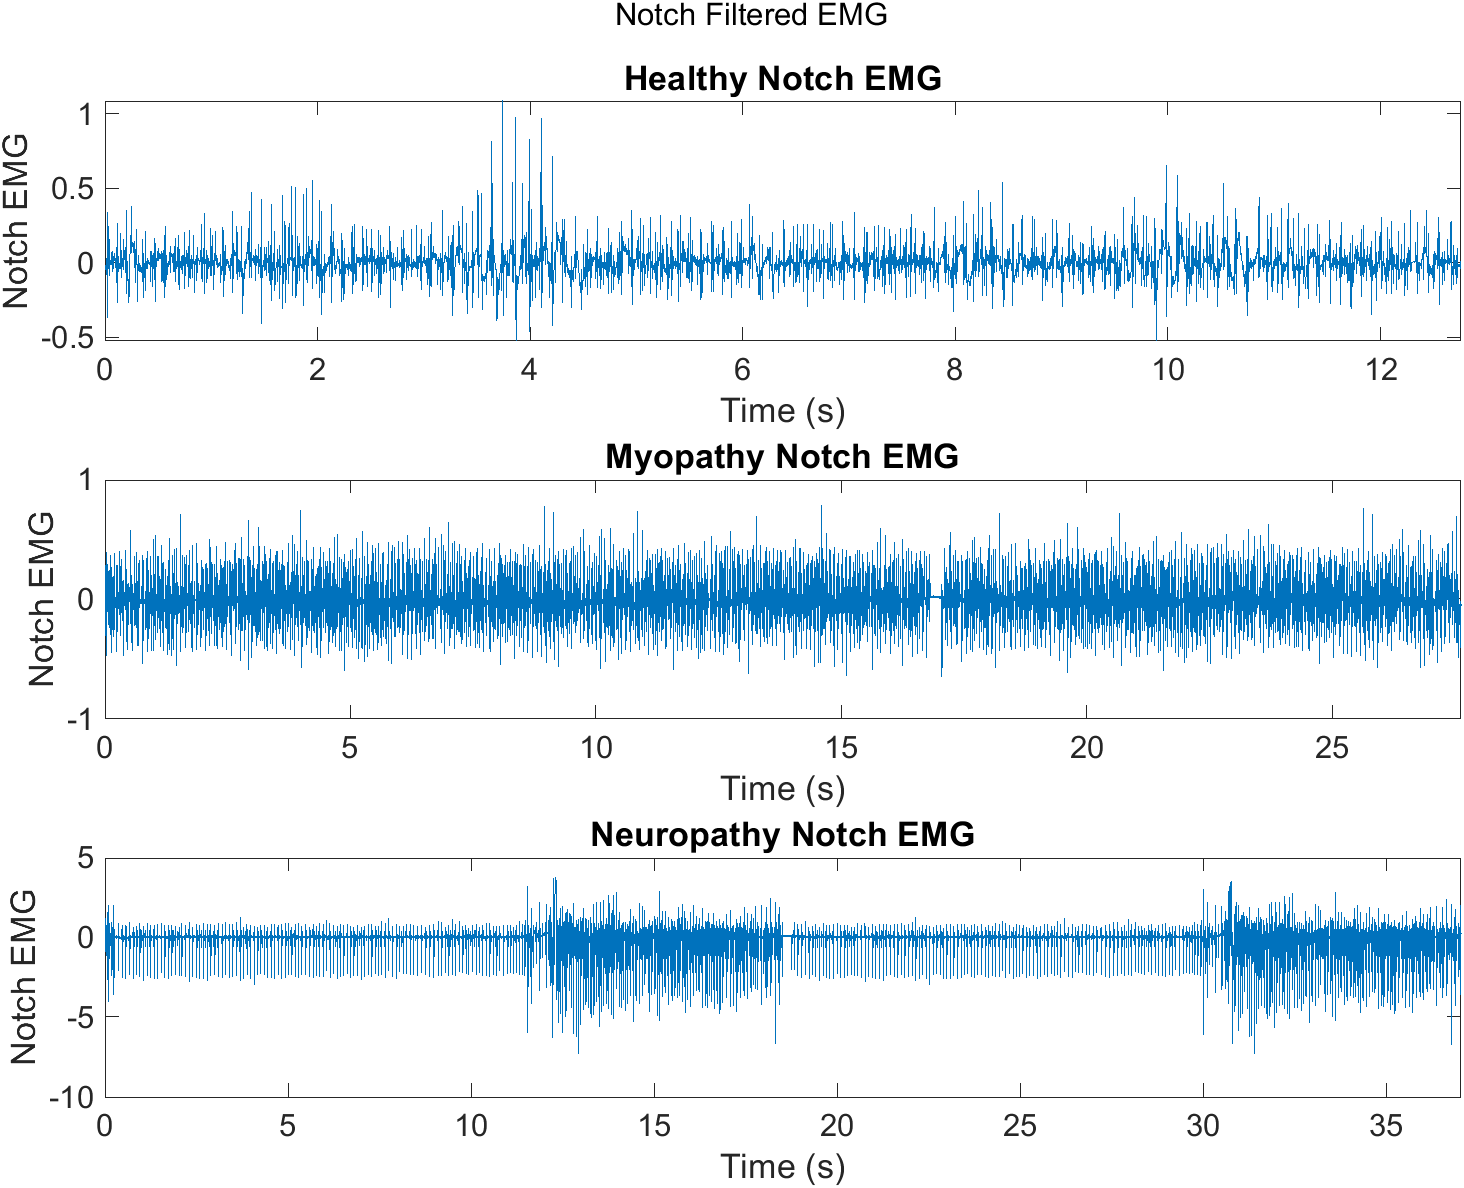 Notch Filtered EMG
Healthy Notch EMG
Notch EMG
1
0.5
0
-0.5
0 2 4 6 8 10 12
Time (s)
Myopathy Notch EMG
Notch EMG
1
0
-1
0 5 10 15 20 25
Time (s)
Neuropathy Notch EMG
Notch EMG
5
0
-5
-10
0 5 10 15 20 25 30 35
Time (s)